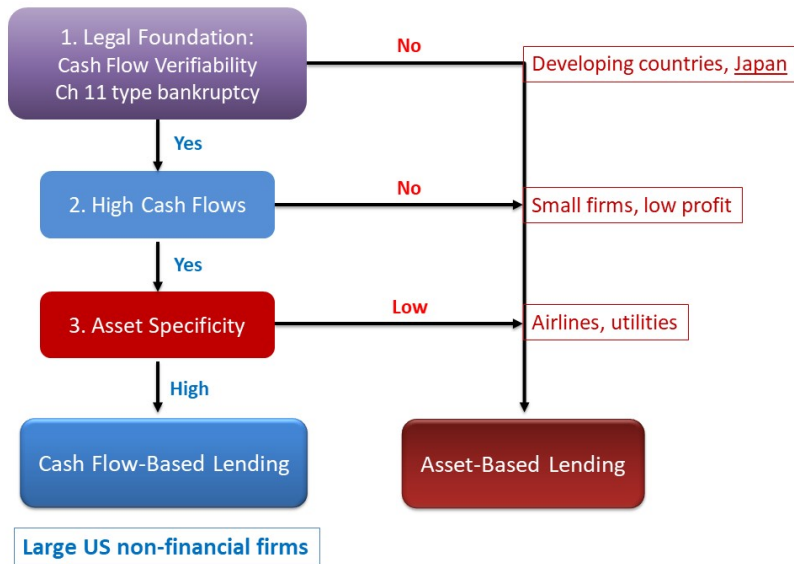 1. Legal Foundation:
Cash Flow Verifiability
Ch 11 type bankruptcy
No
Developing countries, Japan
Yes
2. High Cash Flows
No
Small firms, low profit
Yes
3. Asset Specificity
Low
Airlines, utilities
High
Cash Flow-Based Lending
Asset-Based Lending
Large US non-financial firms